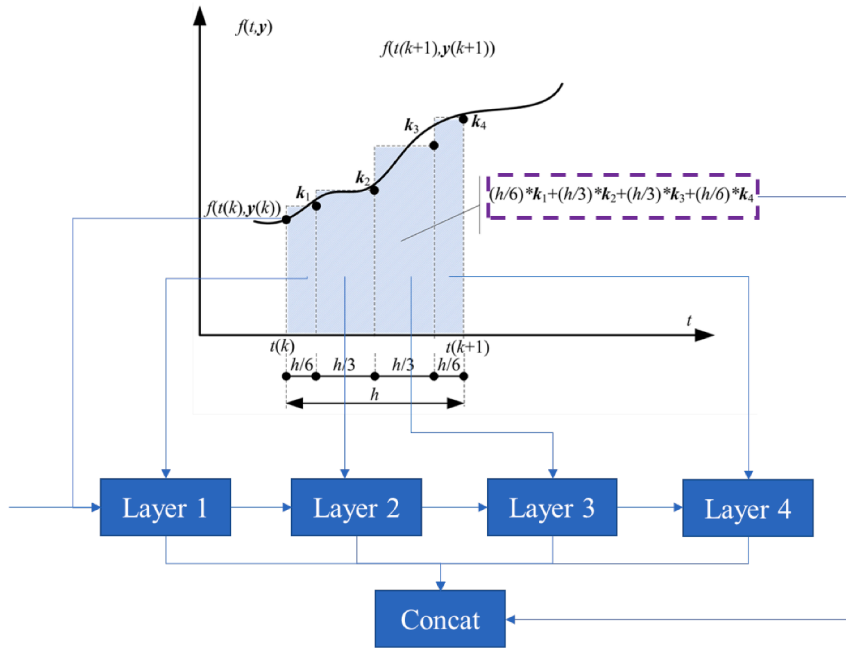 f(t,y)
f(t(k+1),y(k+1))
k₃
k₄
k₁
k₂
(h/6)*k₁+(h/3)*k₂+(h/3)*k₃+(h/6)*k₄
f(t(k),y(k))
t
t(k)
t(k+1)
h/6
h/3
h/3
h/6
h
Layer 1
Layer 2
Layer 3
Layer 4
Concat